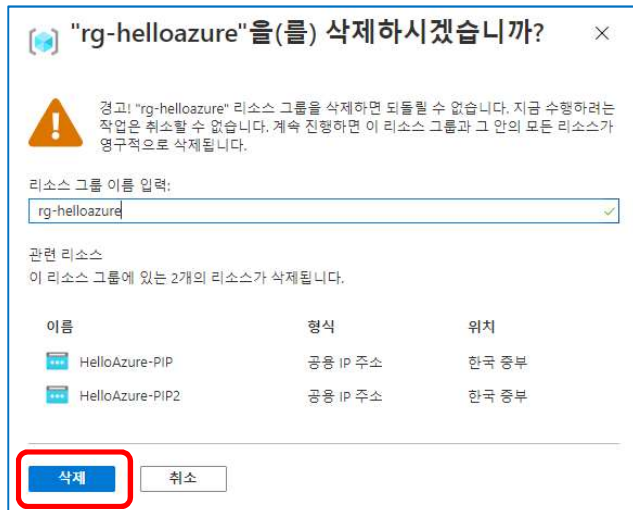 "rg-helloazure"을(를) 삭제하시겠습니까?
경고! "rg-helloazure" 리소스 그룹을 삭제하면 되돌릴 수 없습니다. 지금 수행하려는
작업은 취소할 수 없습니다. 계속 진행하면 이 리소스 그룹과 그 안의 모든 리소스가
영구적으로 삭제됩니다.
리소스 그룹 이름 입력:
rg-helloazure
관련 리소스
이 리소스 그룹에 있는 2개의 리소스가 삭제됩니다.
이름 형식 위치
HelloAzure-PIP 공용 IP 주소 한국 중부
HelloAzure-PIP2 공용 IP 주소 한국 중부
삭제 취소